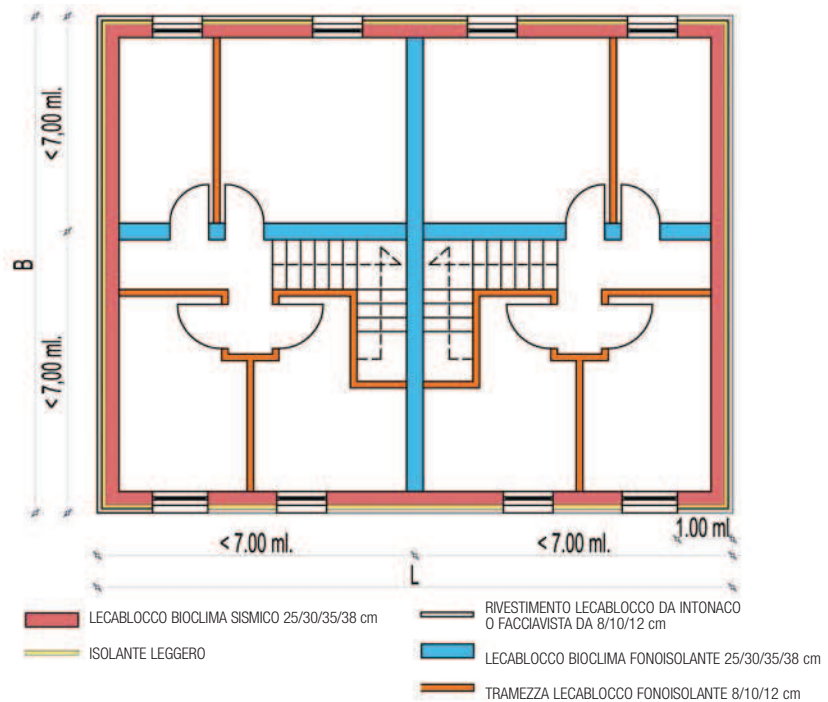 < 7,00 ml.
B
< 7,00 ml.
1.00 ml.
< 7.00 ml.
< 7.00 ml.
L
LECABLOCCO BIOCLIMA SISMICO 25/30/35/38 cm
ISOLANTE LEGGERO
RIVESTIMENTO LECABLOCCO DA INTONACO
O FACCIAVISTA DA 8/10/12 cm
LECABLOCCO BIOCLIMA FONOISOLANTE 25/30/35/38 cm
TRAMEZZA LECABLOCCO FONOISOLANTE 8/10/12 cm